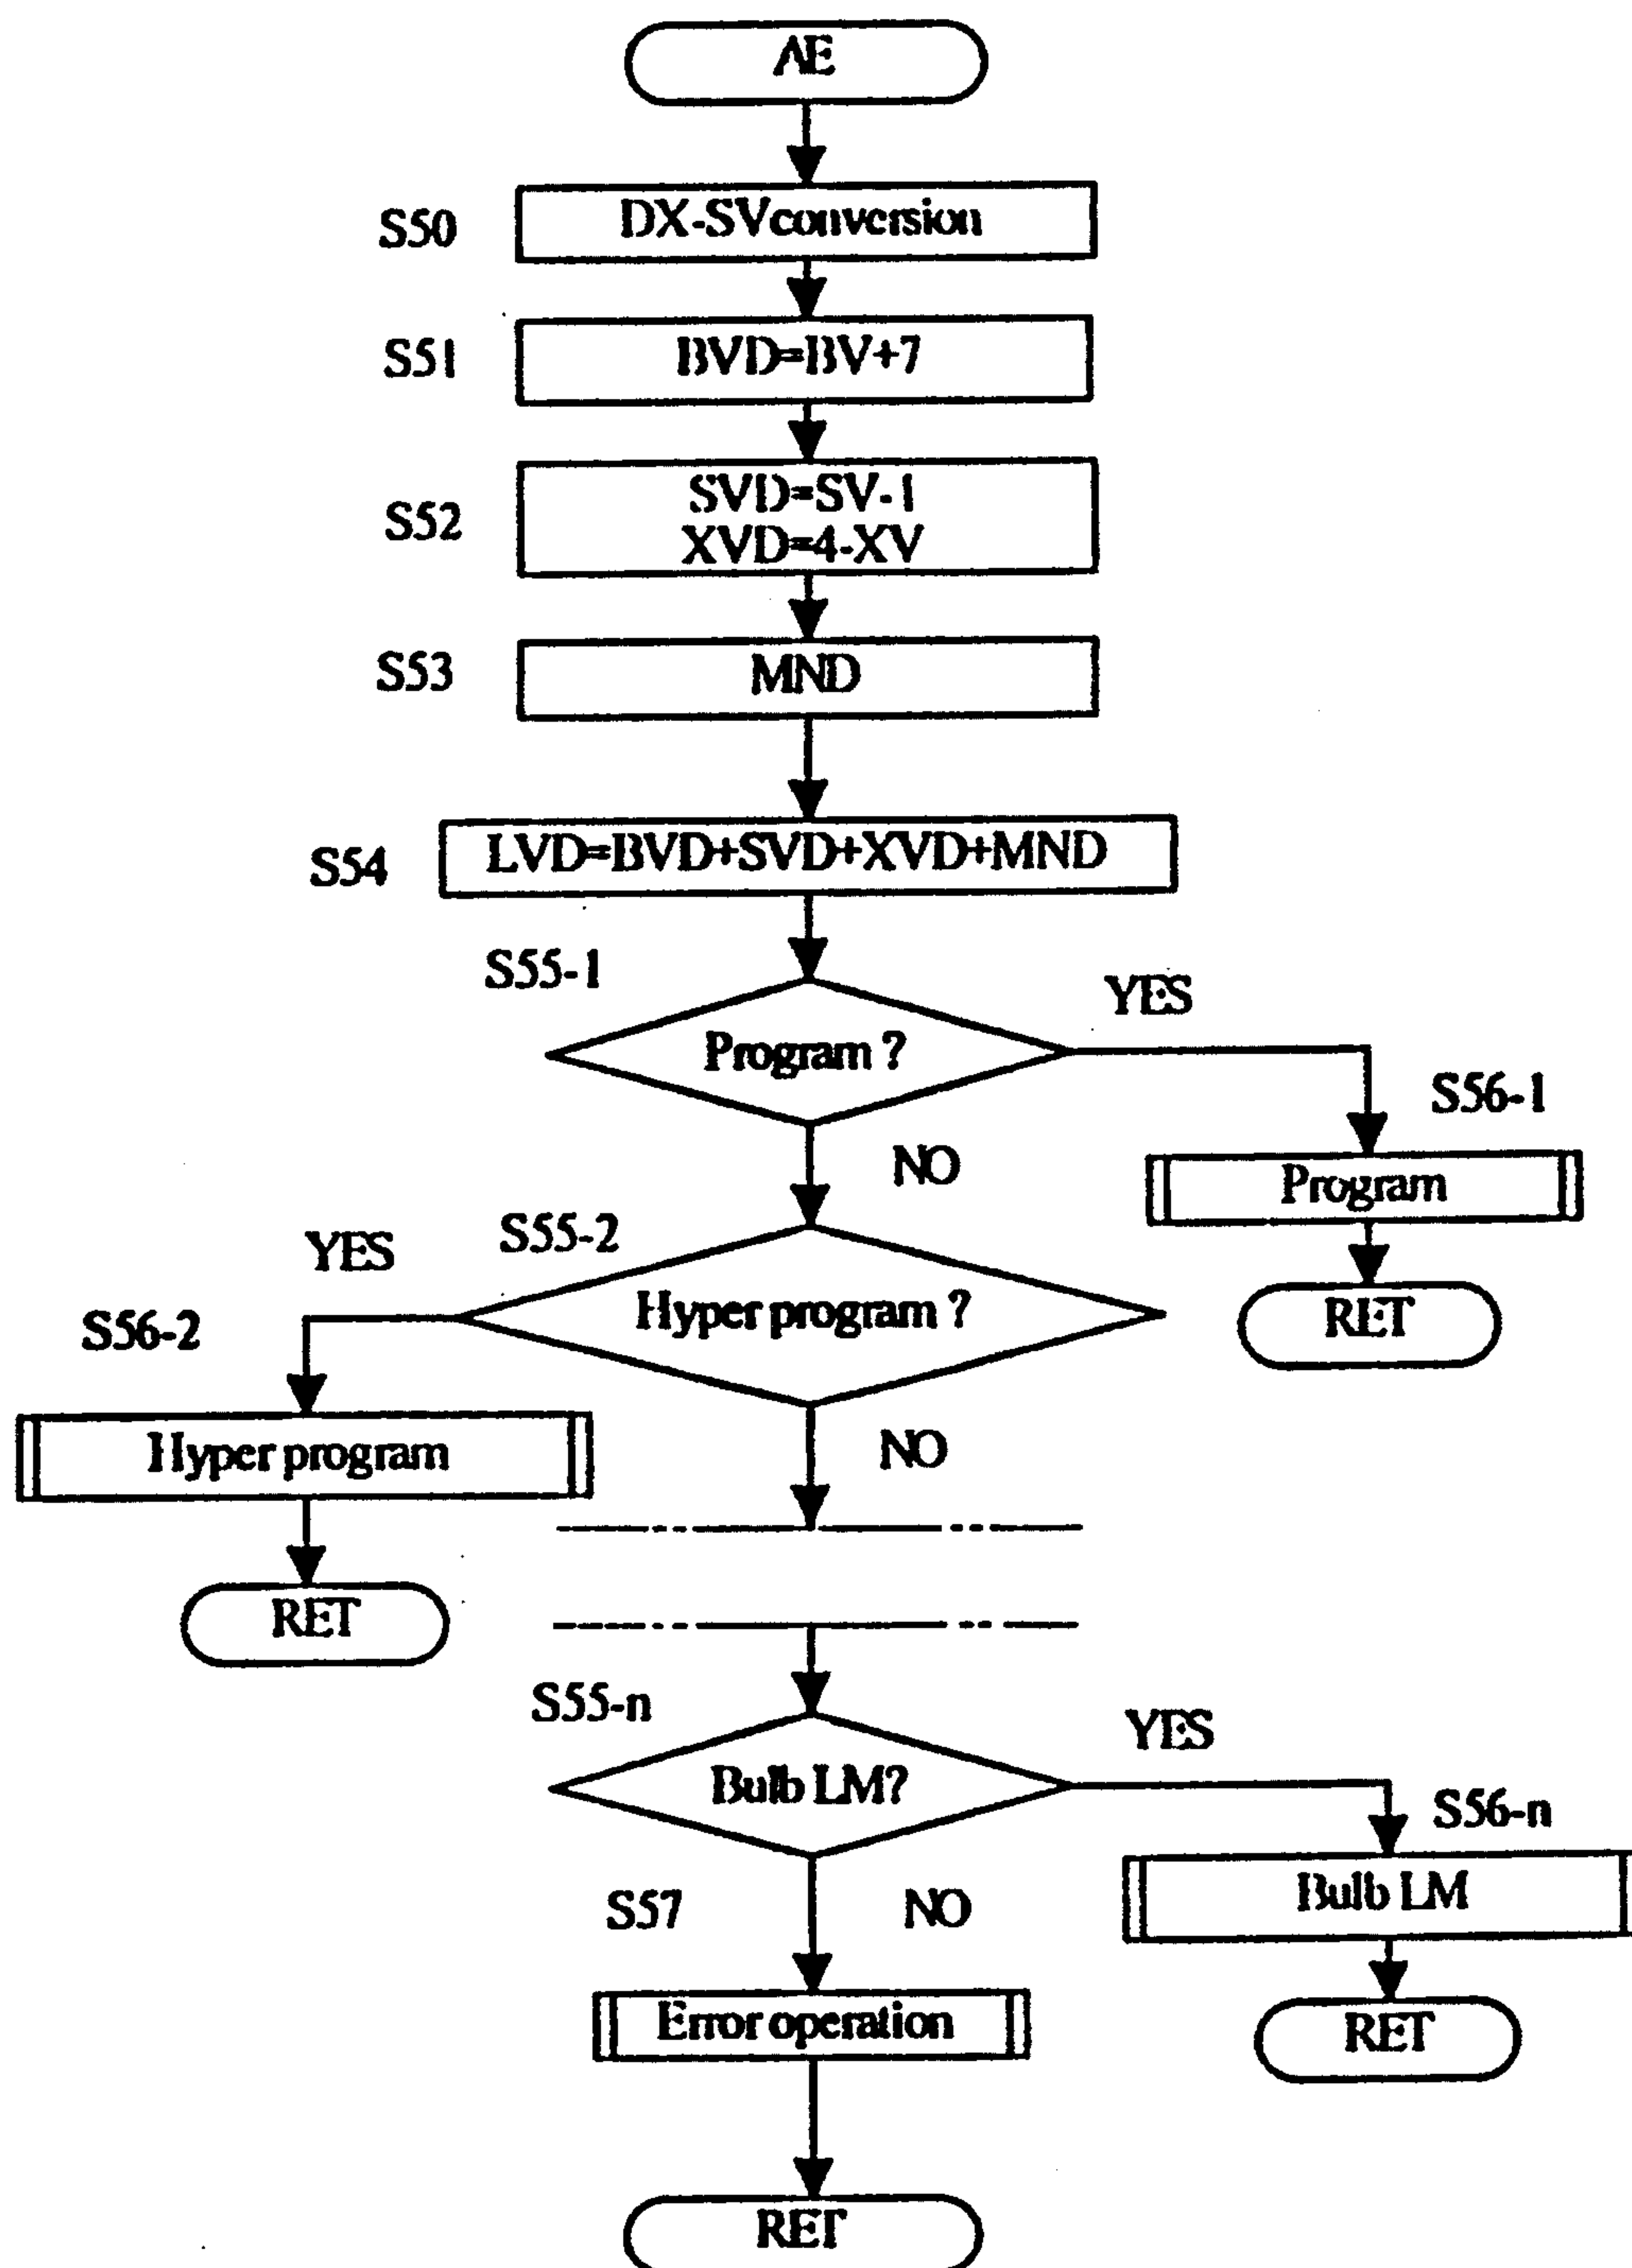 AE
S50
DX-SVconversion
S51
BVD=BV+7
S52
SVD=SV-1
XVD=4-XV
S53
MND
S54
LVD=BVD+SVD+XVD+MND
S55-1
Program ?
YES
S56-1
Program
RET
NO
S55-2
Hyper program ?
YES
S56-2
Hyper program
RET
NO
S55-n
Bulb LM?
YES
S56-n
Bulb LM
RET
S57
NO
Error operation
RET